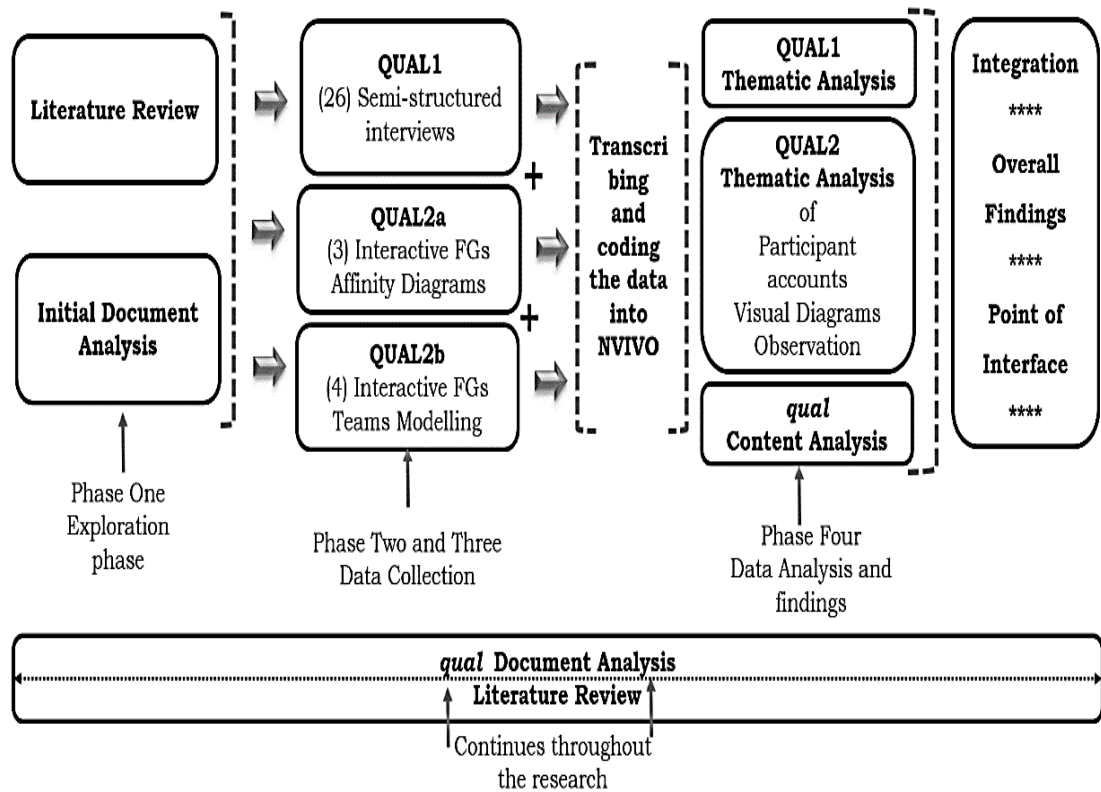 Literature Review
Initial Document
Analysis
Phase One
Exploration
phase
QUAL1
(26) Semi-structured
interviews
+
QUAL2a
(3) Interactive FGs
Affinity Diagrams
+
QUAL2b
(4) Interactive FGs
Teams Modelling
Phase Two and Three
Data Collection
Transcri
bing
and
coding
the data
into
NVIVO
QUAL1
Thematic Analysis
QUAL2
Thematic Analysis
of
Participant
accounts
Visual Diagrams
Observation
qual
Content Analysis
Phase Four
Data Analysis and
findings
Integration
****
Overall
Findings
****
Point of
Interface
****
qual Document Analysis
Literature Review
Continues throughout
the research